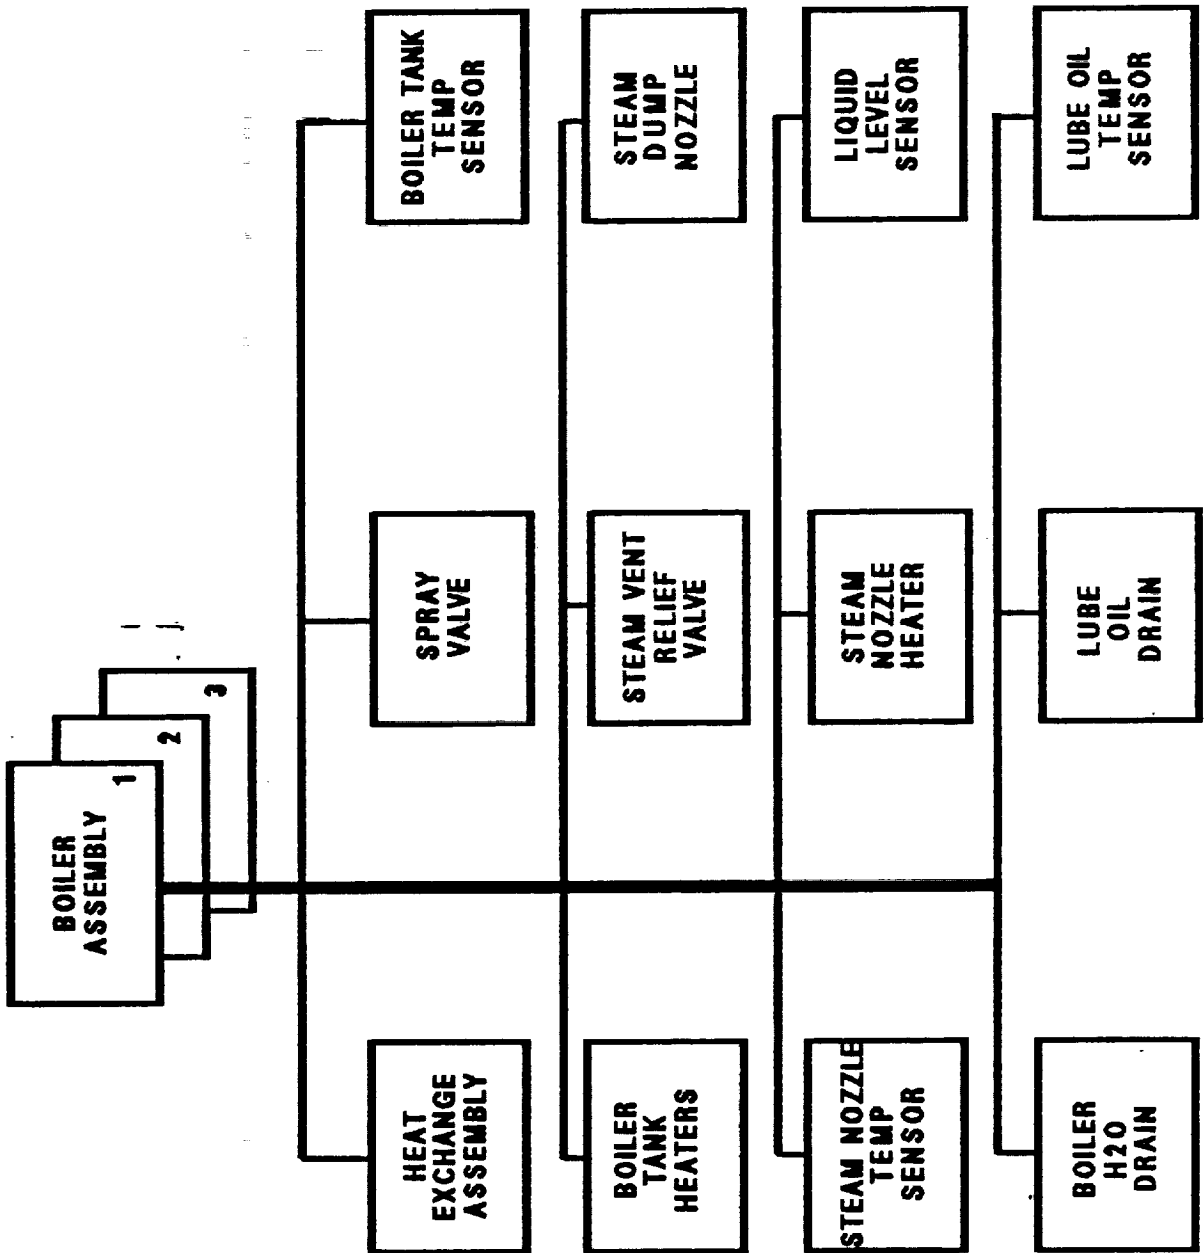 BOILER
ASSEMBLY
1
2
3
HEAT
EXCHANGE
ASSEMBLY
SPRAY
VALVE
BOILER TANK
TEMP
SENSOR
BOILER
TANK
HEATERS
STEAM VENT
RELIEF
VALVE
STEAM
DUMP
NOZZLE
STEAM NOZZLE
TEMP
SENSOR
STEAM
NOZZLE
HEATER
LIQUID
LEVEL
SENSOR
BOILER
H2O
DRAIN
LUBE
OIL
DRAIN
LUBE OIL
TEMP
SENSOR